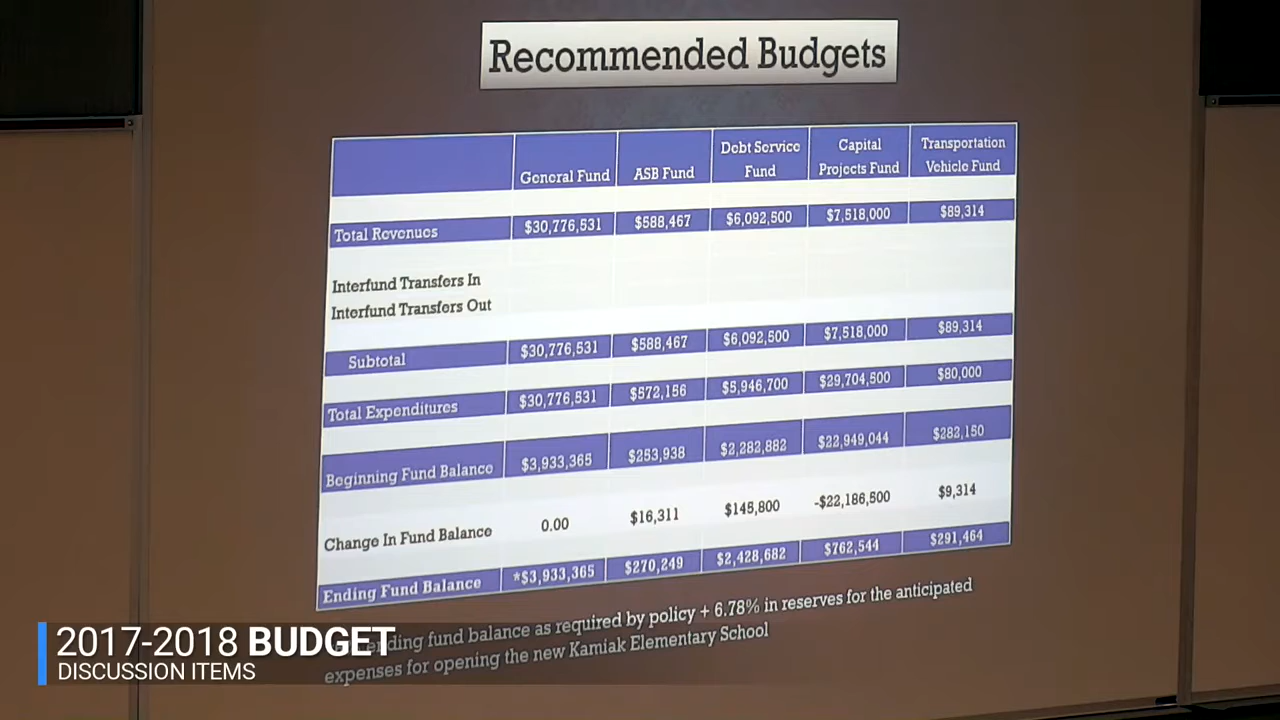 Recommended Budgets
General Fund ASB Fund Debt Service Fund Capital Projects Fund Transportation Vehicle Fund
Total Revenues $30,776,531 $588,467 $6,092,500 $7,518,000 $89,314
Interfund Transfers In
Interfund Transfers Out
Subtotal $30,776,531 $588,467 $6,092,500 $7,518,000 $89,314
Total Expenditures $30,776,531 $572,156 $5,946,700 $29,704,500 $80,000
Beginning Fund Balance $3,933,365 $253,938 $2,282,882 $22,949,044 $282,150
Change In Fund Balance 0.00 $16,311 $145,800 -$22,186,500 $9,314
Ending Fund Balance *$3,933,365 $270,249 $2,428,682 $762,544 $291,464
fund balance as required by policy + 6.78% in reserves for the anticipated
expenses for opening the new Kamiak Elementary School
2017-2018 BUDGET
DISCUSSION ITEMS